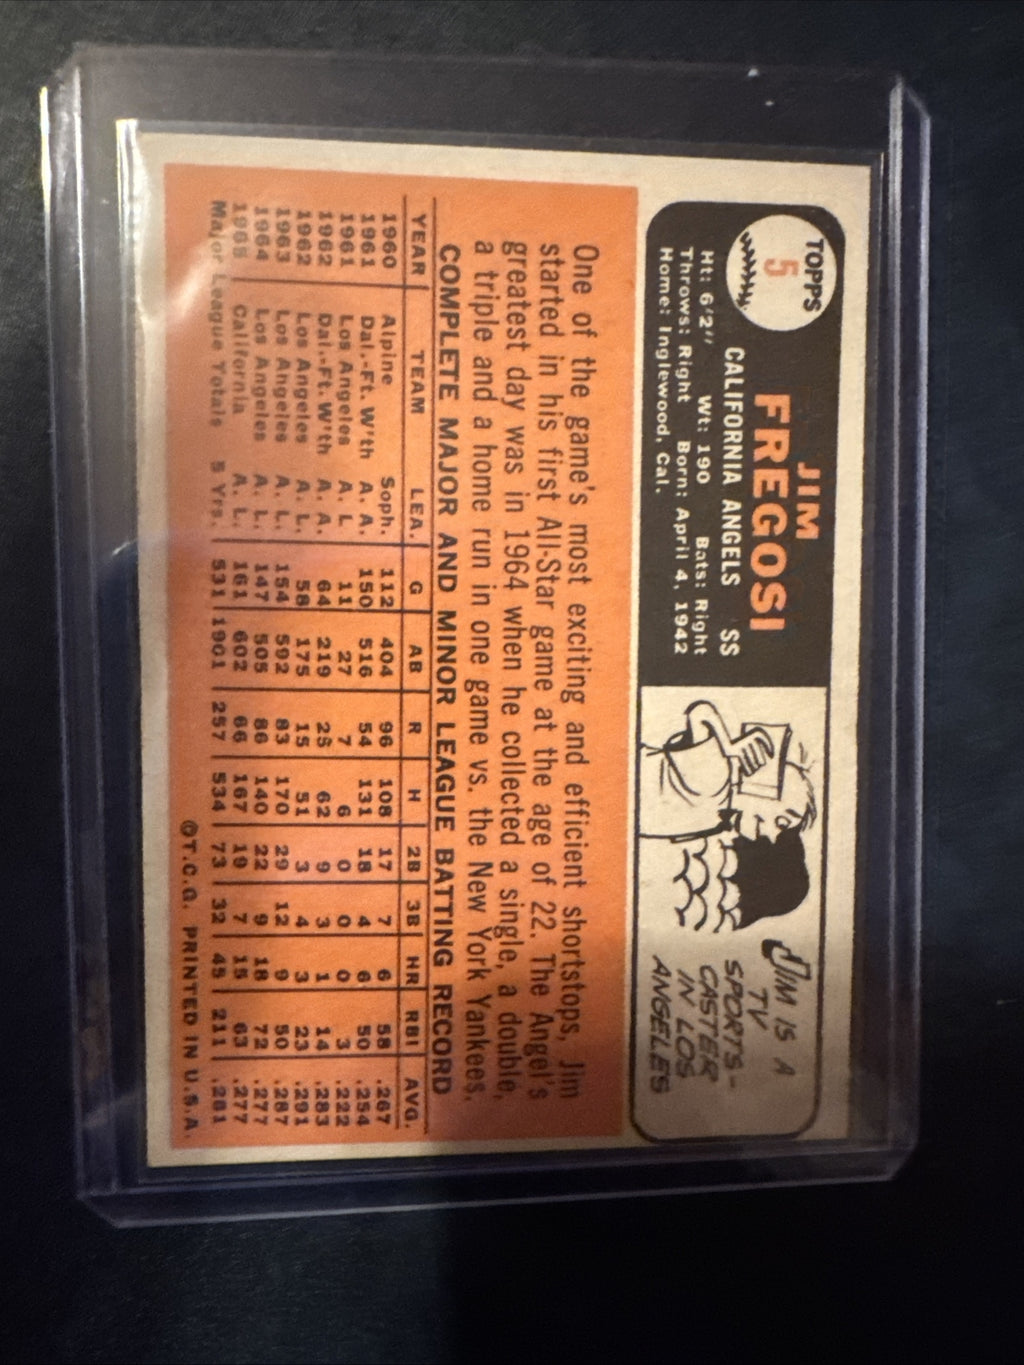 TOPPS
5
JIM
FREGOSI
CALIFORNIA ANGELS SS
Ht: 6'2" Wt: 190 Bats: Right
Throws: Right Born: April 4, 1942
Home: Inglewood, Cal.
JIM IS A
TV
SPORTS-
CASTER
IN LOS
ANGELES
One of the game's most exciting and efficient shortstops, Jim
started in his first All-Star game at the age of 22. The Angel's
greatest day was in 1964 when he collected a single, a double,
a triple and a home run in one game vs. the New York Yankees.
COMPLETE MAJOR AND MINOR LEAGUE BATTING RECORD
YEAR TEAM LEA. G AB R H 2B 3B HR RBI AVG.
1960 Alpine Soph. 112 404 96 108 17 7 6 58 .267
1961 Dal.-Ft. W'th A. A. 150 516 54 131 18 4 6 50 .254
1961 Los Angeles A. L. 11 27 7 6 0 0 0 3 .222
1962 Dal.-Ft. W'th A. A. 64 219 25 62 9 3 1 14 .283
1962 Los Angeles A. L. 58 175 15 51 3 4 3 23 .291
1963 Los Angeles A. L. 154 592 83 170 29 12 9 50 .287
1964 Los Angeles A. L. 147 505 86 140 22 9 18 72 .277
1965 California A. L. 161 602 66 167 19 7 15 63 .277
Major League Totals 5 Yrs. 531 1901 257 534 73 32 45 211 .281
©T.C.G. PRINTED IN U.S.A.